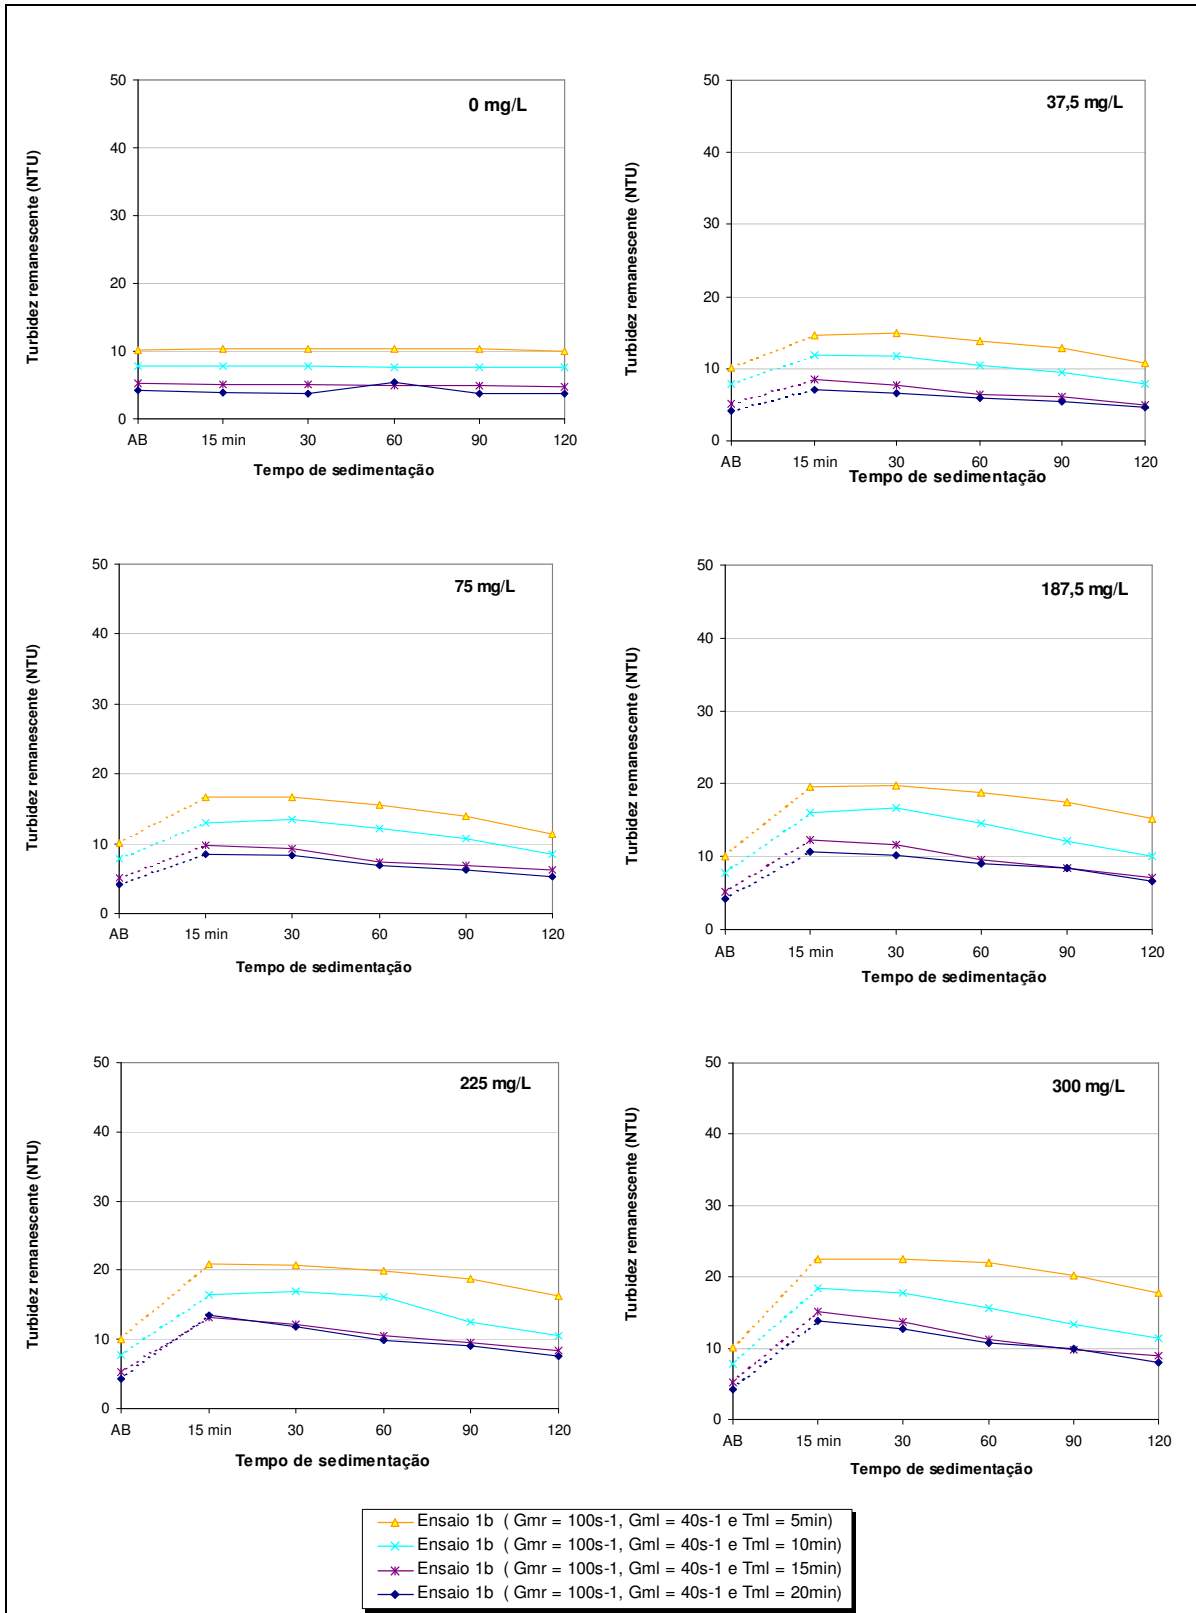 0 mg/L
Turbidez remanescente (NTU)
50
40
30
20
10
0
AB 15 min 30 60 90 120
Tempo de sedimentação
37,5 mg/L
Turbidez remanescente (NTU)
50
40
30
20
10
0
AB 15 min 30 60 90 120
Tempo de sedimentação
75 mg/L
Turbidez remanescente (NTU)
50
40
30
20
10
0
AB 15 min 30 60 90 120
Tempo de sedimentação
187,5 mg/L
Turbidez remanescente (NTU)
50
40
30
20
10
0
AB 15 min 30 60 90 120
Tempo de sedimentação
225 mg/L
Turbidez remanescente (NTU)
50
40
30
20
10
0
AB 15 min 30 60 90 120
Tempo de sedimentação
300 mg/L
Turbidez remanescente (NTU)
50
40
30
20
10
0
AB 15 min 30 60 90 120
Tempo de sedimentação
Ensaio 1b ( Gmr = 100s-1, Gml = 40s-1 e Tml = 5min)
Ensaio 1b ( Gmr = 100s-1, Gml = 40s-1 e Tml = 10min)
Ensaio 1b ( Gmr = 100s-1, Gml = 40s-1 e Tml = 15min)
Ensaio 1b ( Gmr = 100s-1, Gml = 40s-1 e Tml = 20min)